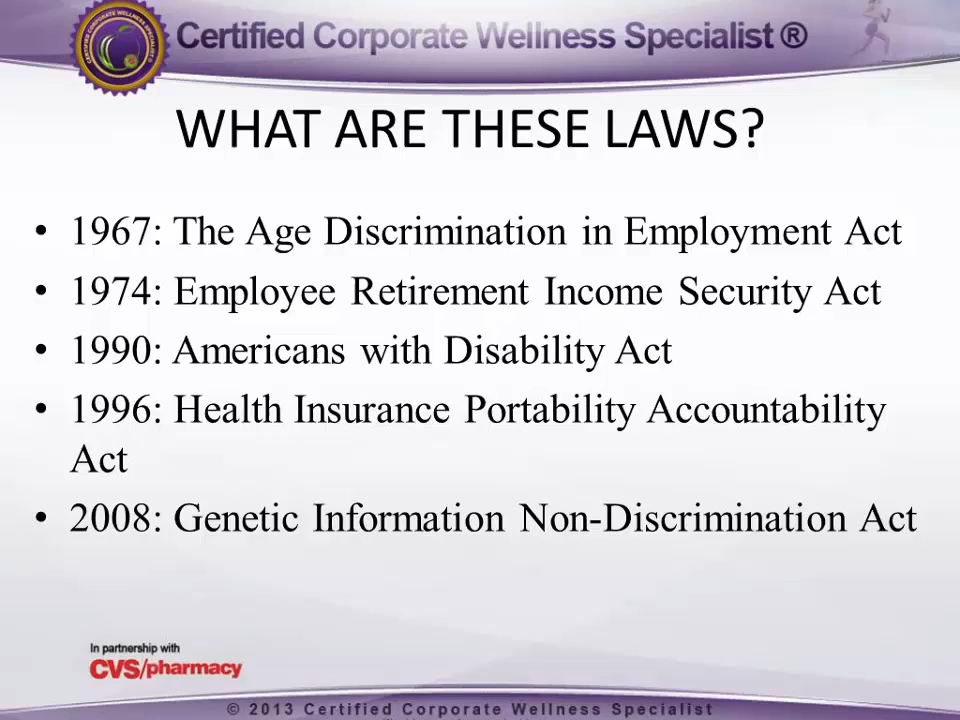 Certified Corporate Wellness Specialist ®
WHAT ARE THESE LAWS?
• 1967: The Age Discrimination in Employment Act
• 1974: Employee Retirement Income Security Act
• 1990: Americans with Disability Act
• 1996: Health Insurance Portability Accountability
Act
• 2008: Genetic Information Non-Discrimination Act
In partnership with
CVS/pharmacy
© 2013 Certified Corporate Wellness Specialist